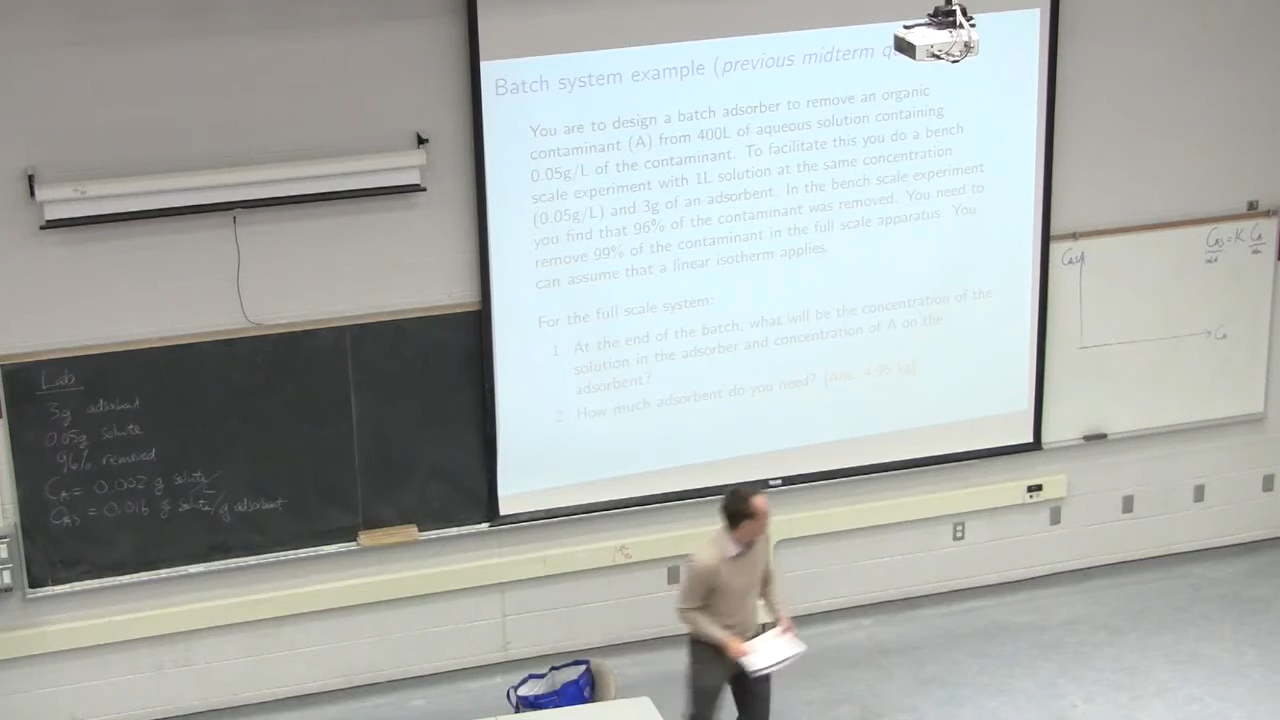 Batch system example (previous midterm q
You are to design a batch adsorber to remove an organic
contaminant (A) from 400L of aqueous solution containing
0.05g/L of the contaminant. To facilitate this you do a bench
scale experiment with 1L solution at the same concentration
(0.05g/L) and 3g of an adsorbent. In the bench scale experiment
you find that 96% of the contaminant was removed. You need to
remove 99% of the contaminant in the full scale apparatus. You
can assume that a linear isotherm applies.
For the full scale system:
1. At the end of the batch, what will be the concentration of the
solution in the adsorber and concentration of A on the
adsorbent?
2. How much adsorbent do you need? [Ans: 4.95 kg]
Lab
3g adsorbent
0.05g solute
96% removed
CA = 0.002 g solute/
CAS = 0.016 g solute/g adsorbent
CAS = K CA
CAS
CA